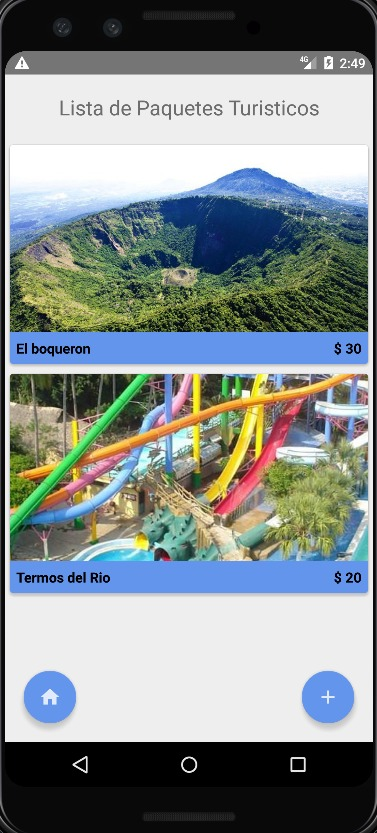 4G 2:49
Lista de Paquetes Turisticos
El boqueron $ 30
Termos del Rio $ 20